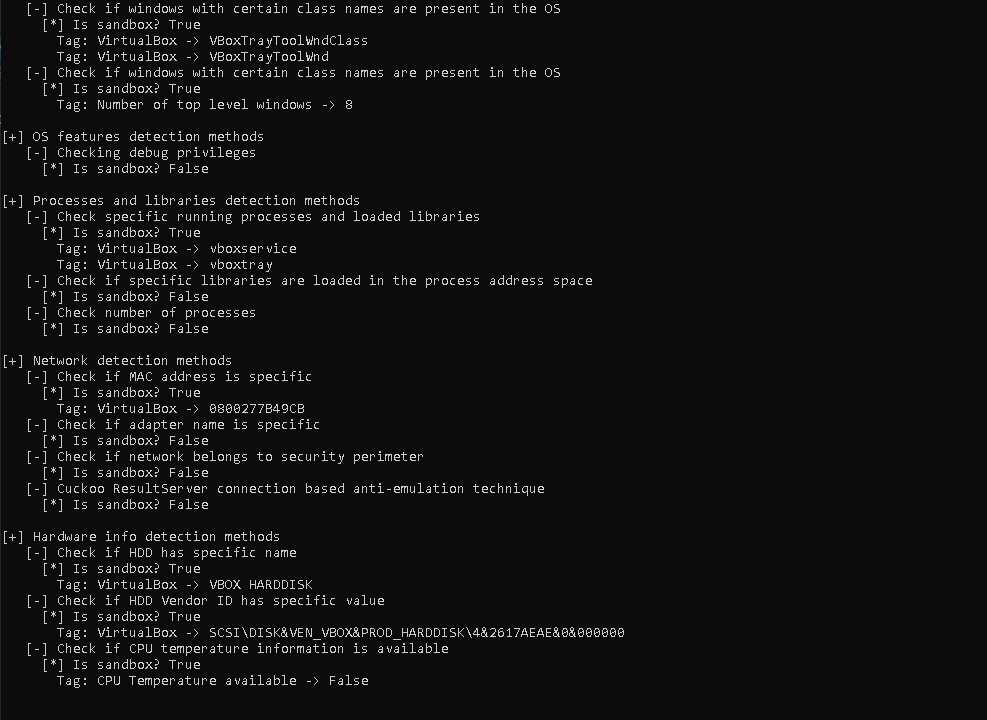 [-] Check if windows with certain class names are present in the OS
[*] Is sandbox? True
Tag: VirtualBox -> VBoxTrayToolWndClass
Tag: VirtualBox -> VBoxTrayToolWnd
[-] Check if windows with certain class names are present in the OS
[*] Is sandbox? True
Tag: Number of top level windows -> 8
[+] OS features detection methods
[-] Checking debug privileges
[*] Is sandbox? False
[+] Processes and libraries detection methods
[-] Check specific running processes and loaded libraries
[*] Is sandbox? True
Tag: VirtualBox -> vboxservice
Tag: VirtualBox -> vboxtray
[-] Check if specific libraries are loaded in the process address space
[*] Is sandbox? False
[-] Check number of processes
[*] Is sandbox? False
[+] Network detection methods
[-] Check if MAC address is specific
[*] Is sandbox? True
Tag: VirtualBox -> 0800277B49CB
[-] Check if adapter name is specific
[*] Is sandbox? False
[-] Check if network belongs to security perimeter
[*] Is sandbox? False
[-] Cuckoo ResultServer connection based anti-emulation technique
[*] Is sandbox? False
[+] Hardware info detection methods
[-] Check if HDD has specific name
[*] Is sandbox? True
Tag: VirtualBox -> VBOX HARDDISK
[-] Check if HDD Vendor ID has specific value
[*] Is sandbox? True
Tag: VirtualBox -> SCSI\DISK&VEN_VBOX&PROD_HARDDISK\4&2617AEAE&0&000000
[-] Check if CPU temperature information is available
[*] Is sandbox? True
Tag: CPU Temperature available -> False